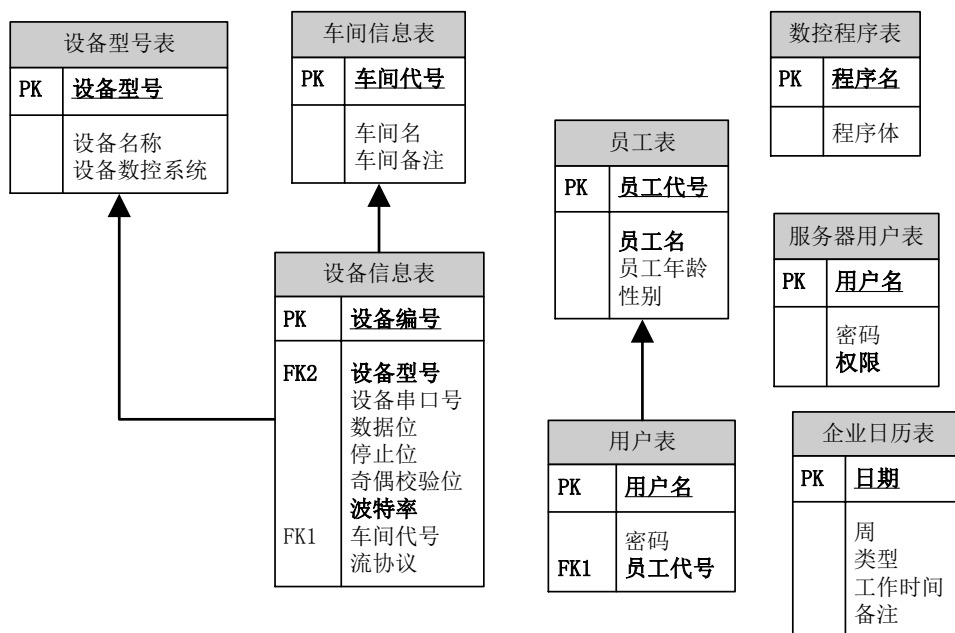 设备型号表
PK 设备型号
设备名称
设备数控系统
车间信息表
PK 车间代号
车间名
车间备注
设备信息表
PK 设备编号
FK2 设备型号
设备串口号
数据位
停止位
奇偶校验位
波特率
FK1 车间代号
流协议
员工表
PK 员工代号
员工名
员工年龄
性别
用户表
PK 用户名
密码
FK1 员工代号
数控程序表
PK 程序名
程序体
服务器用户表
PK 用户名
密码
权限
企业日历表
PK 日期
周
类型
工作时间
备注